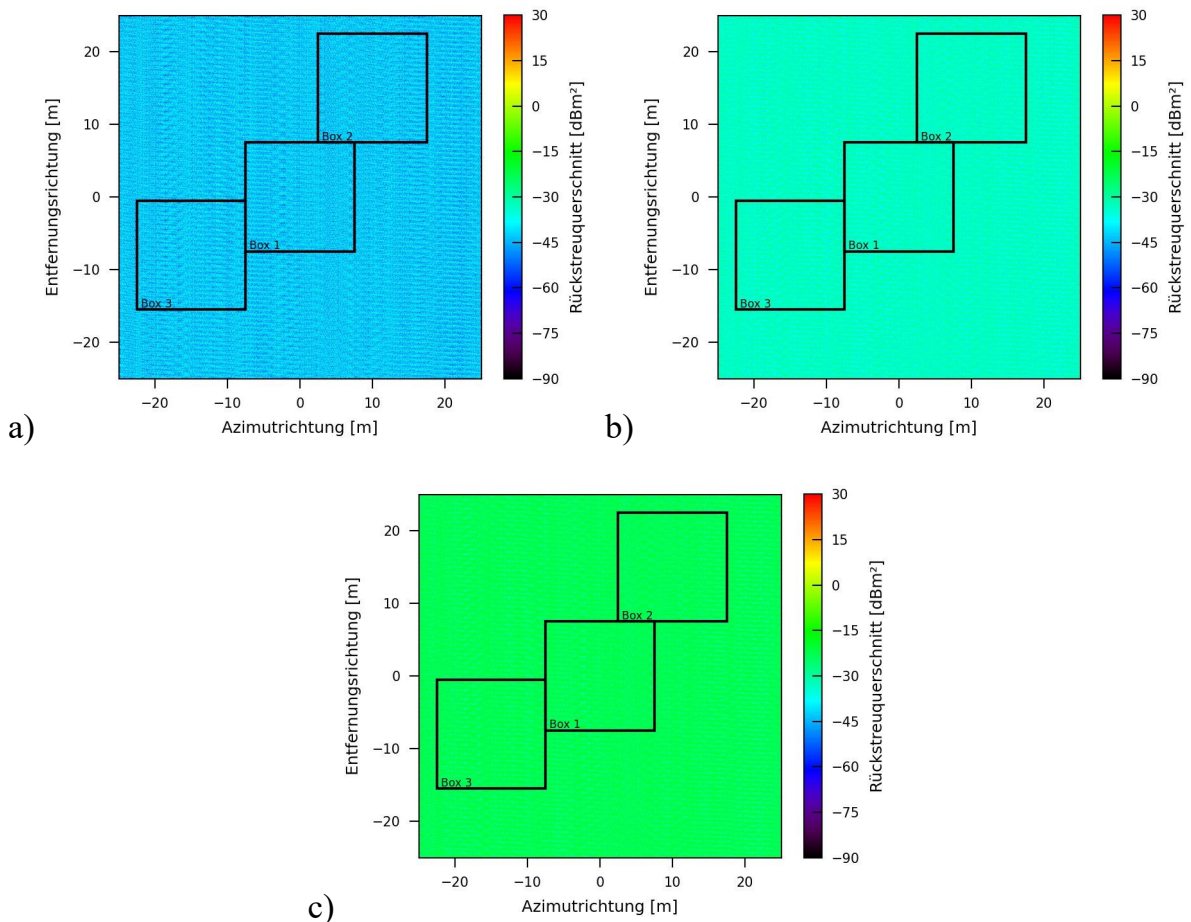 30
20
15
10
0
Box 2
−15
0
−30
−45
Box 1
−10
−60
Box 3
−75
−20
−90
−20
−10
0
10
20
Entfernungsrichtung [m]
Rückstreuquerschnitt [dBm²]
Azimutrichtung [m]
a)
30
20
15
10
0
Box 2
−15
0
−30
−45
Box 1
−10
−60
Box 3
−75
−20
−90
−20
−10
0
10
20
Entfernungsrichtung [m]
Rückstreuquerschnitt [dBm²]
Azimutrichtung [m]
b)
30
20
15
10
0
Box 2
−15
0
−30
−45
Box 1
−10
−60
Box 3
−75
−20
−90
−20
−10
0
10
20
Entfernungsrichtung [m]
Rückstreuquerschnitt [dBm²]
Azimutrichtung [m]
c)